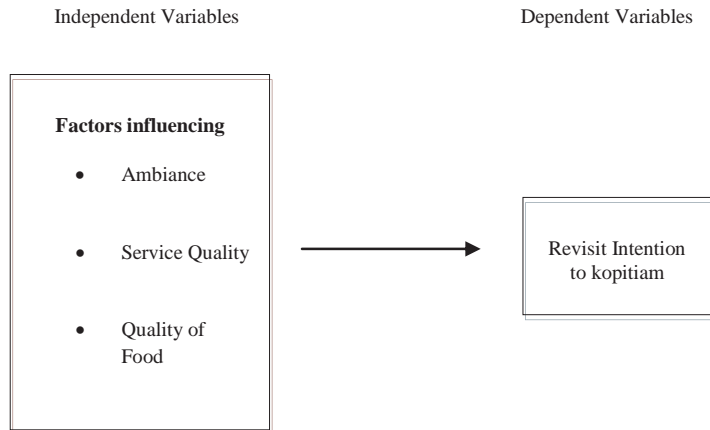 Independent Variables
Dependent Variables
Factors influencing
• Ambiance
• Service Quality
• Quality of
Food
Revisit Intention
to kopitiam